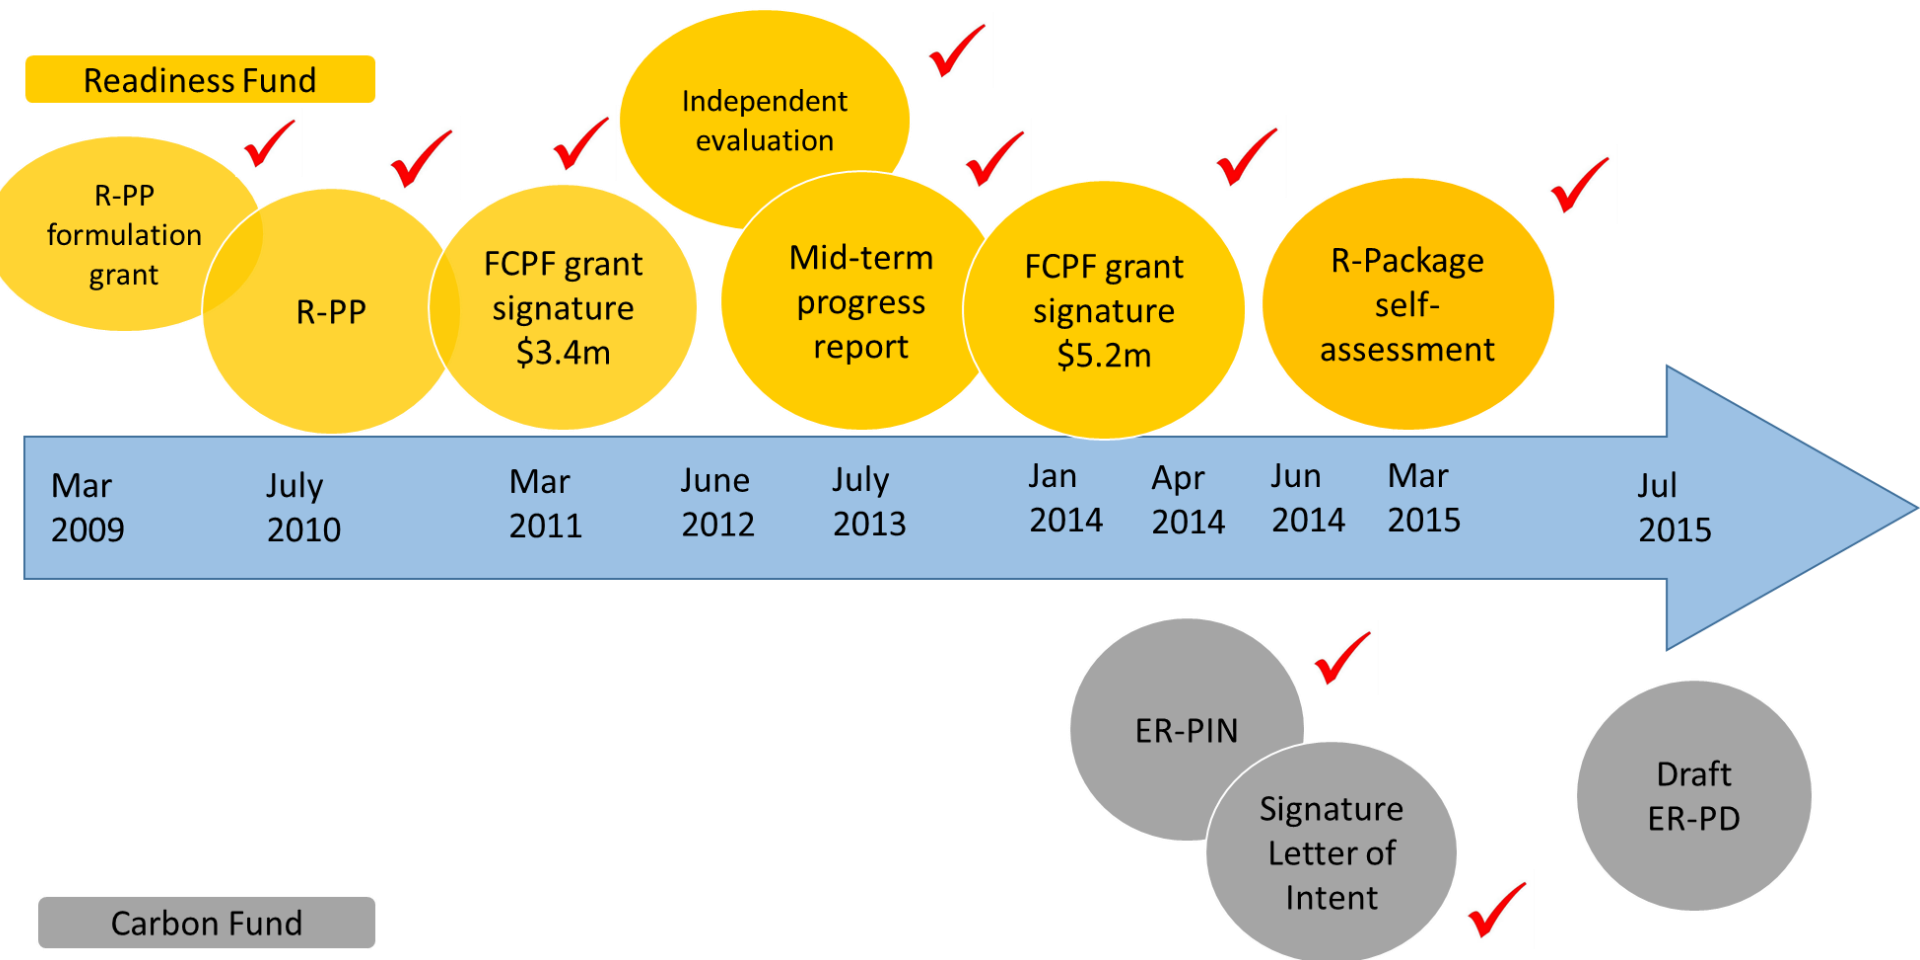 Readiness Fund
R-PP
formulation
grant
R-PP
FCPF grant
signature
$3.4m
Independent
evaluation
Mid-term
progress
report
FCPF grant
signature
$5.2m
R-Package
self-
assessment
Mar
2009
July
2010
Mar
2011
June
2012
July
2013
Jan
2014
Apr
2014
Jun
2014
Mar
2015
Jul
2015
ER-PIN
Signature
Letter of
Intent
Draft
ER-PD
Carbon Fund